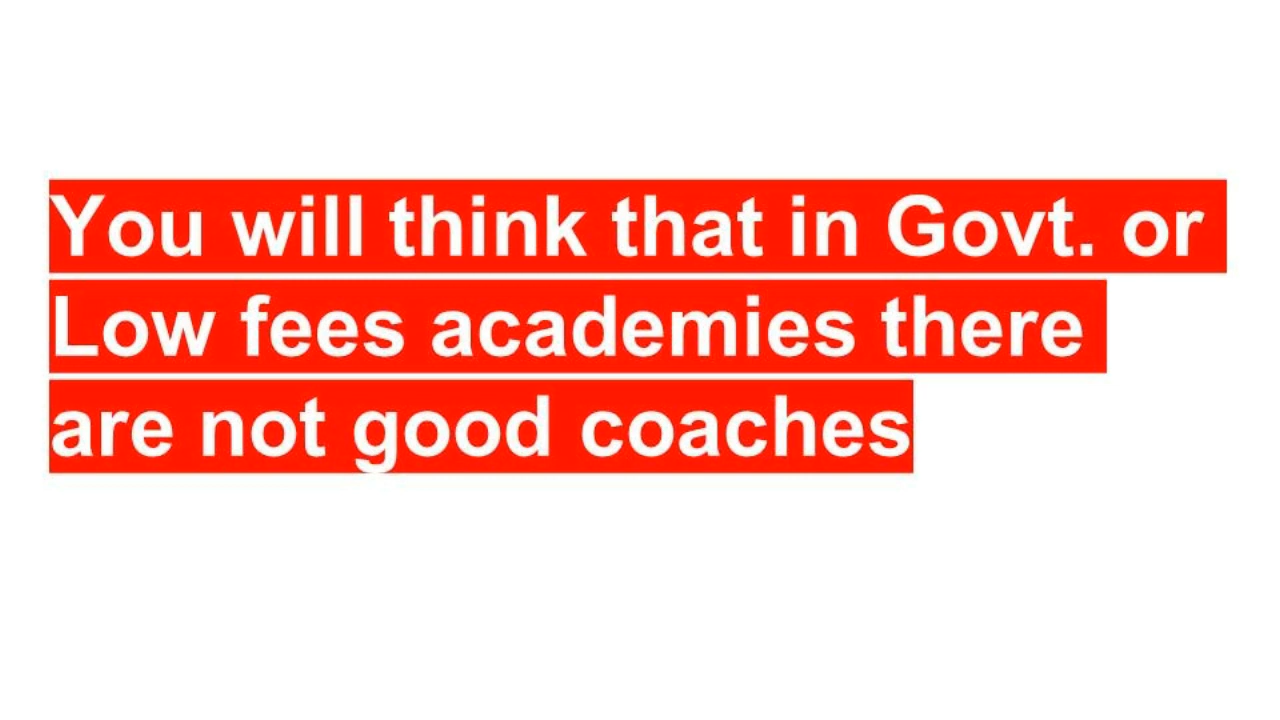 You will think that in Govt. or
Low fees academies there
are not good coaches